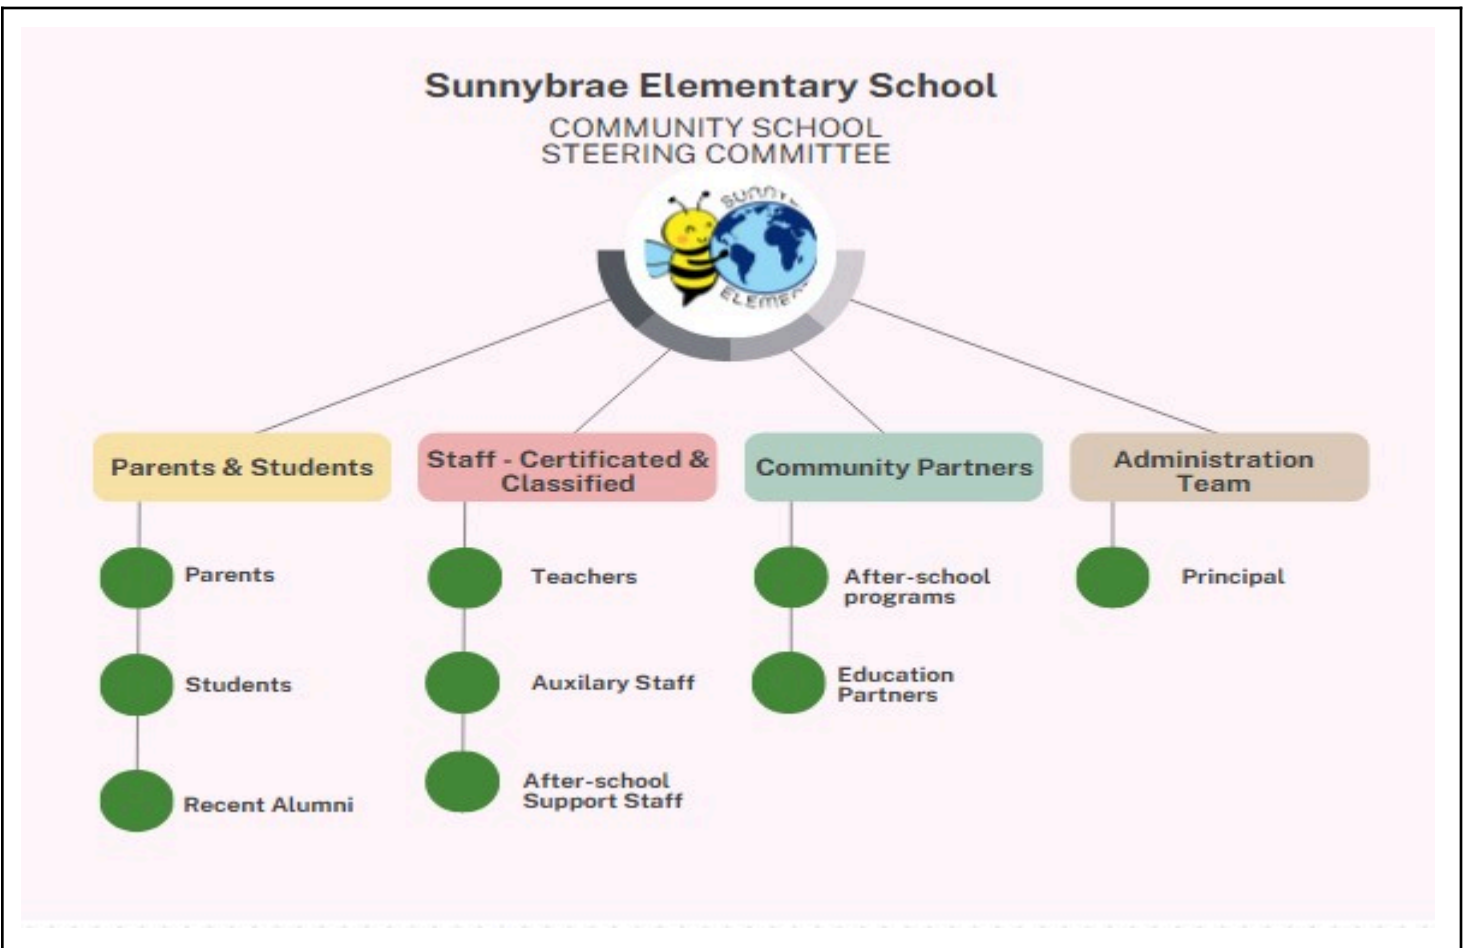 Sunnybrae Elementary School
COMMUNITY SCHOOL
STEERING COMMITTEE
Parents & Students
Parents
Students
Recent Alumni
Staff - Certificated &
Classified
Teachers
Auxilary Staff
After-school
Support Staff
Community Partners
After-school
programs
Education
Partners
Administration
Team
Principal